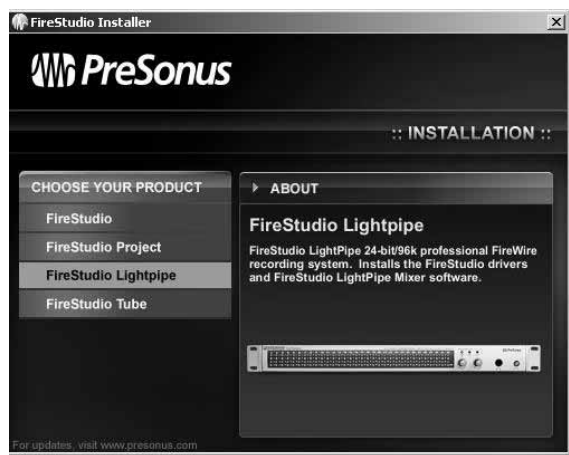 FireStudio Installer
PreSonus
:: INSTALLATION ::
CHOOSE YOUR PRODUCT
FireStudio
FireStudio Project
FireStudio Lightpipe
FireStudio Tube
ABOUT
FireStudio Lightpipe
FireStudio LightPipe 24-bit/96k professional FireWire
recording system. Installs the FireStudio drivers
and FireStudio LightPipe Mixer software.
For updates, visit www.presonus.com